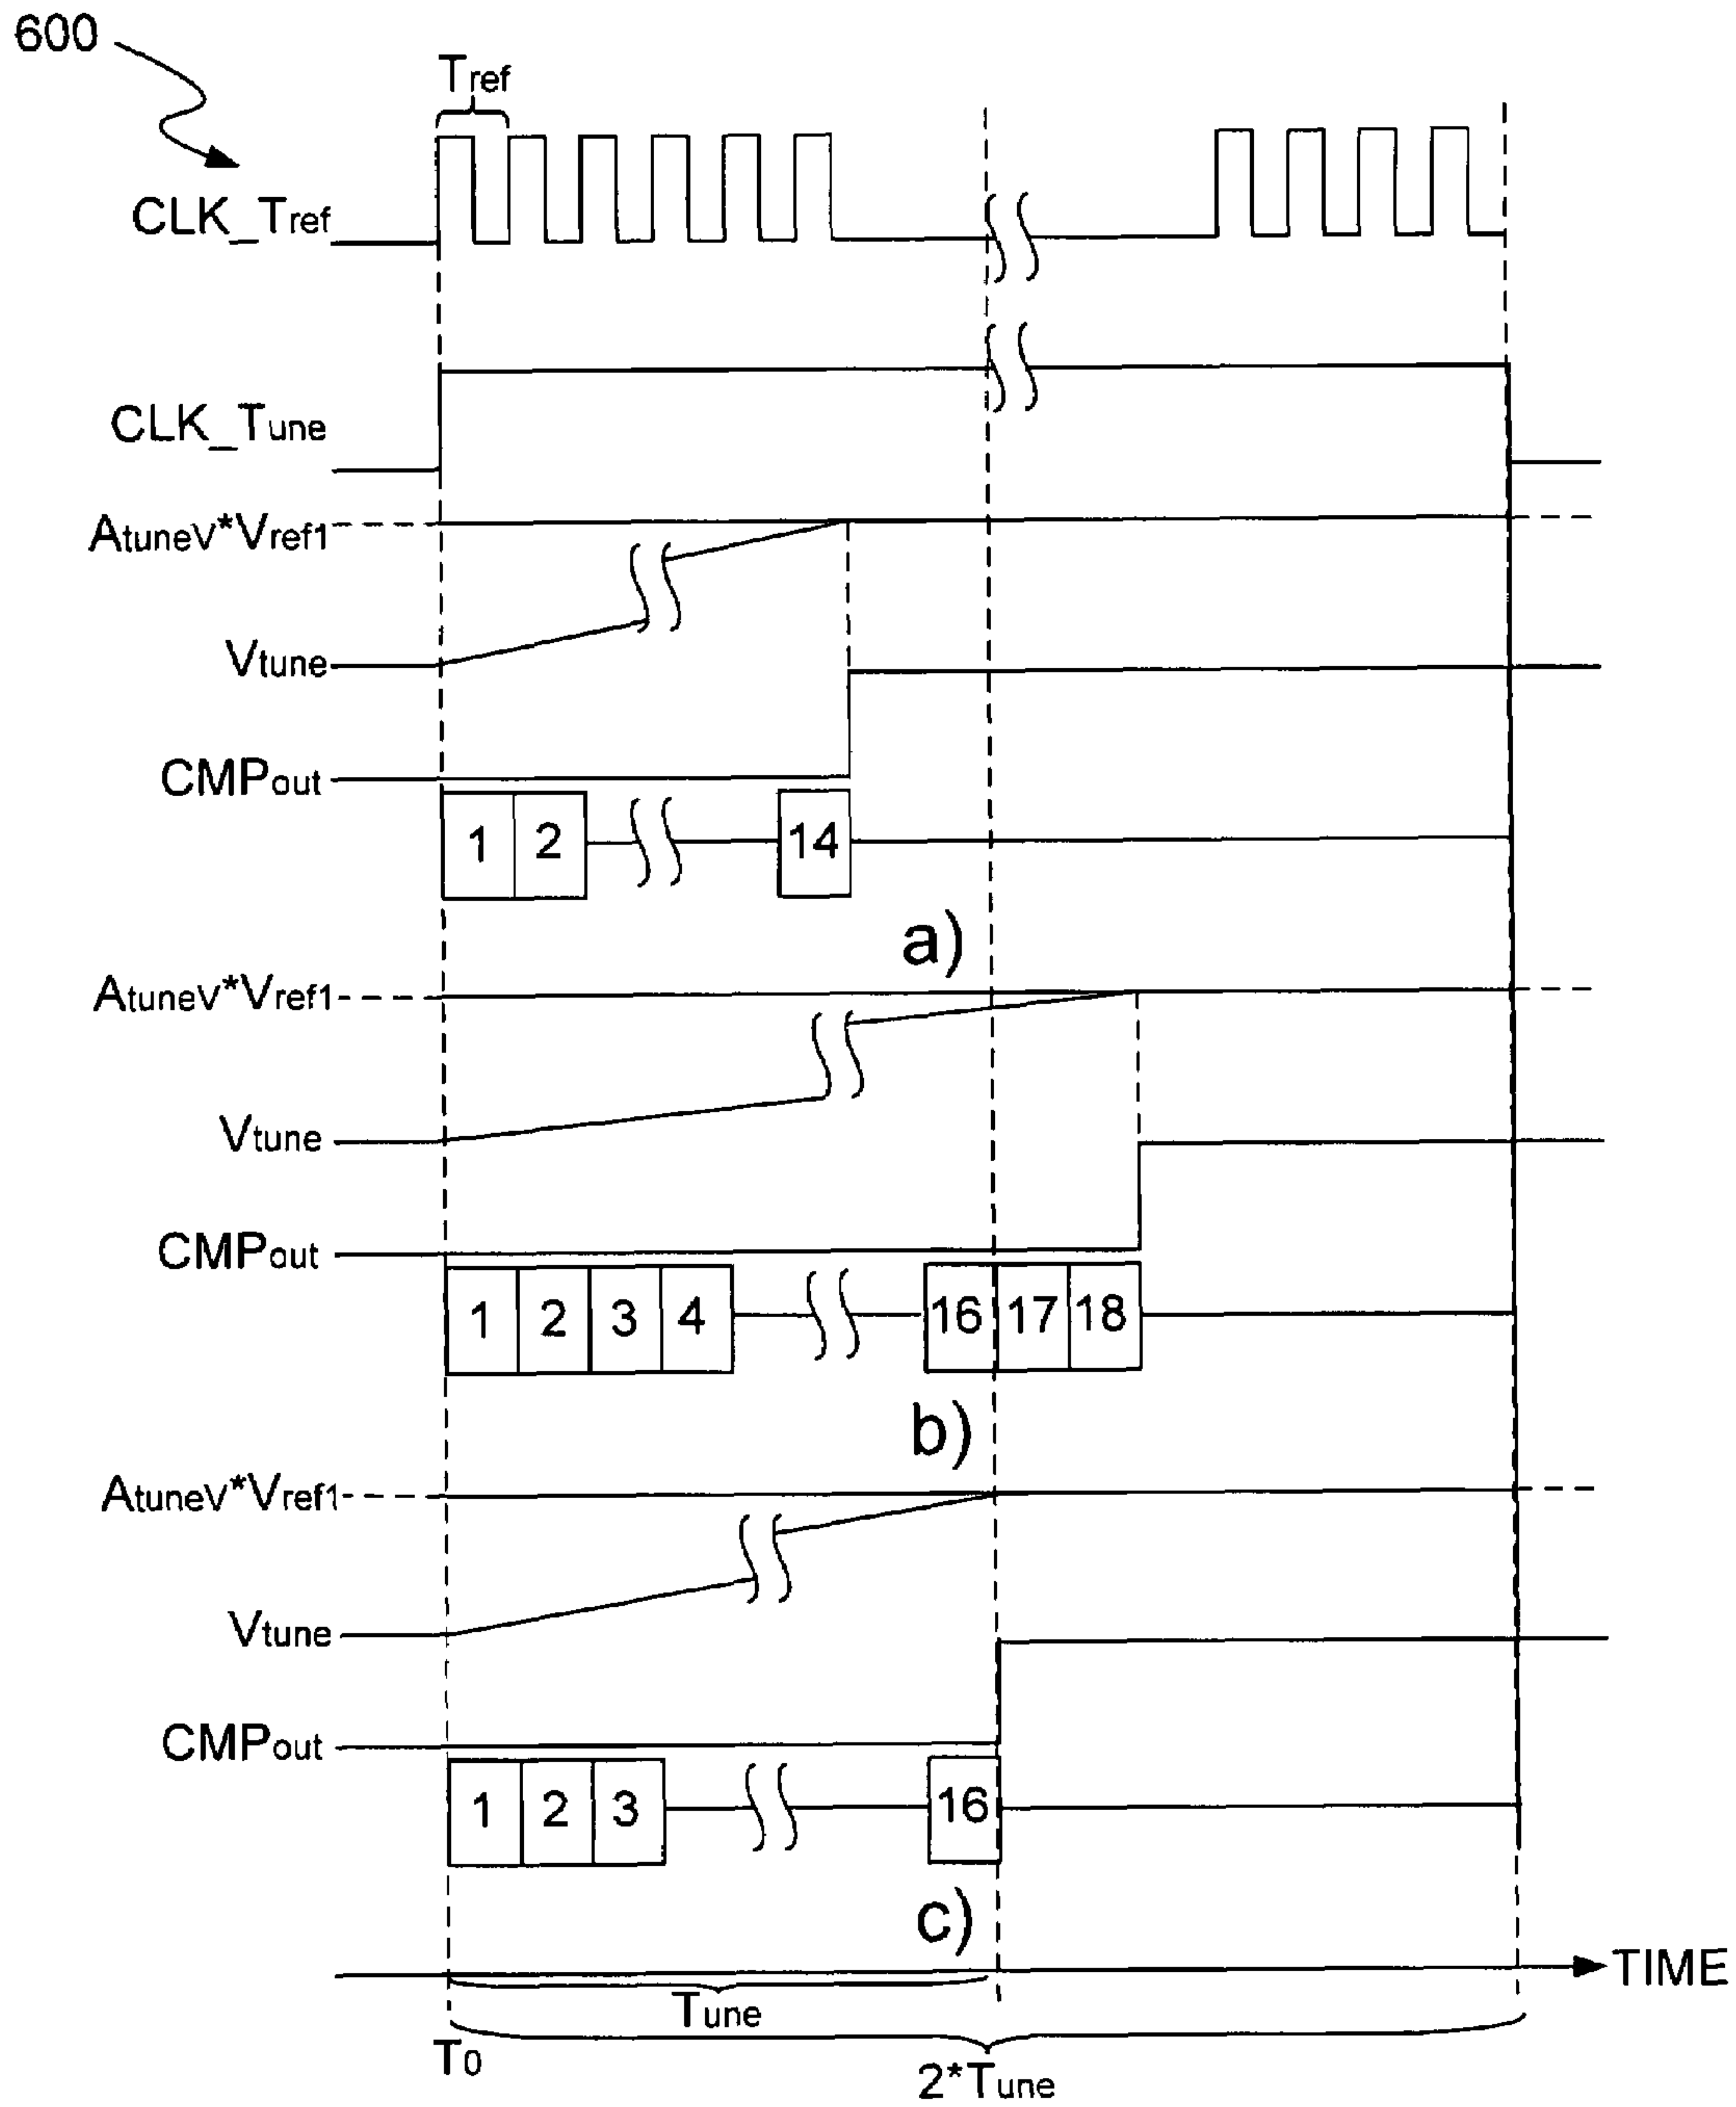 600
Tref
CLK_Tref
CLK_Tune
AtuneV*Vref1
Vtune
CMPout
1 2 14
a)
AtuneV*Vref1
Vtune
CMPout
1 2 3 4 16 17 18
b)
AtuneV*Vref1
Vtune
CMPout
1 2 3 16
c)
TIME
Tune
T0
2*Tune